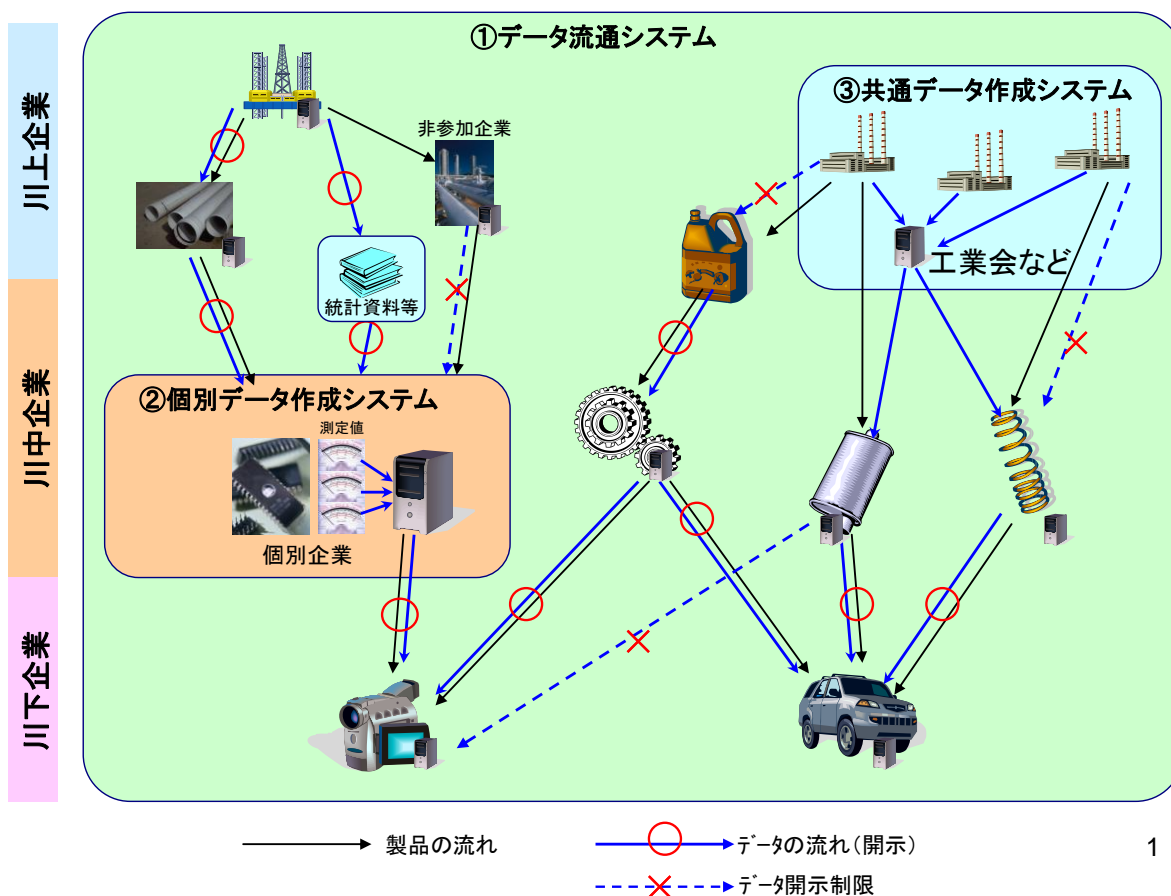 ①データ流通システム
川上企業
③共通データ作成システム
非参加企業
工業会など
統計資料等
川中企業
②個別データ作成システム
測定値
個別企業
川下企業
製品の流れ
ﾃﾞｰﾀの流れ(開示)
ﾃﾞｰﾀ開示制限
1